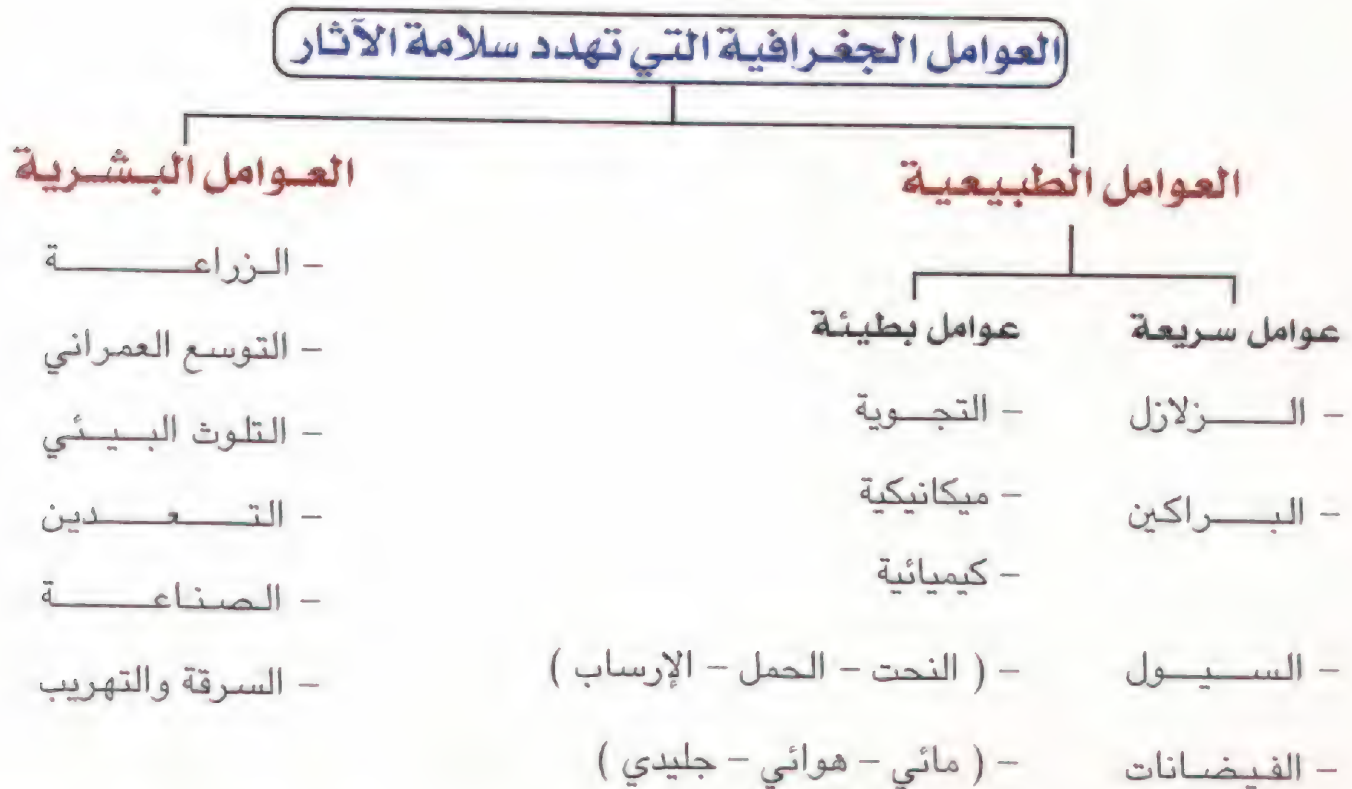 العوامل الجغرافية التي تهدد سلامة الآثار
العوامل الطبيعية
العوامل البشرية
عوامل سريعة
– الزلازل
– البراكين
– السيول
– الفيضانات
عوامل بطيئة
– التجوية
– ميكانيكية
– كيميائية
– ( النحت – الحمل – الإرساب )
– ( مائي – هوائي – جليدي )
– الزراعة
– التوسع العمراني
– التلوث البيئي
– التعدين
– الصناعة
– السرقة والتهريب